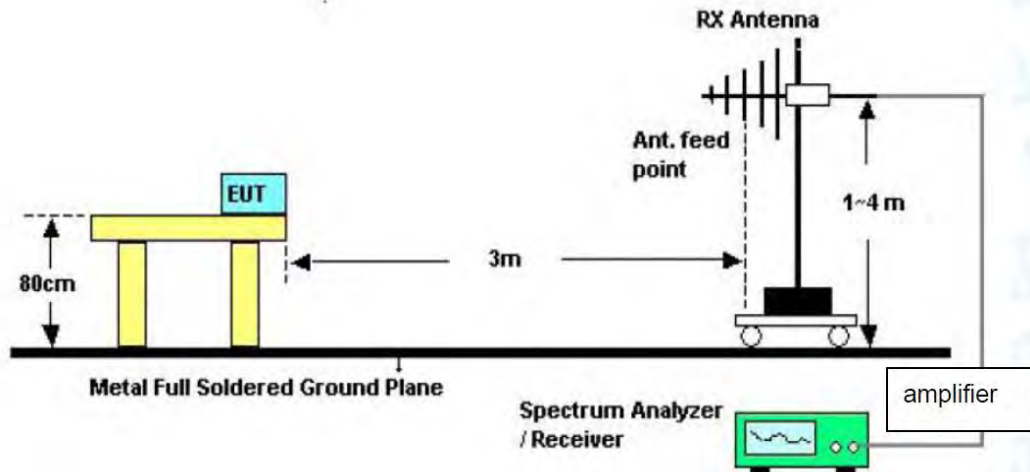 RX Antenna
Ant. feed
point
EUT
1~4 m
3m
80cm
Metal Full Soldered Ground Plane
amplifier
Spectrum Analyzer
/ Receiver